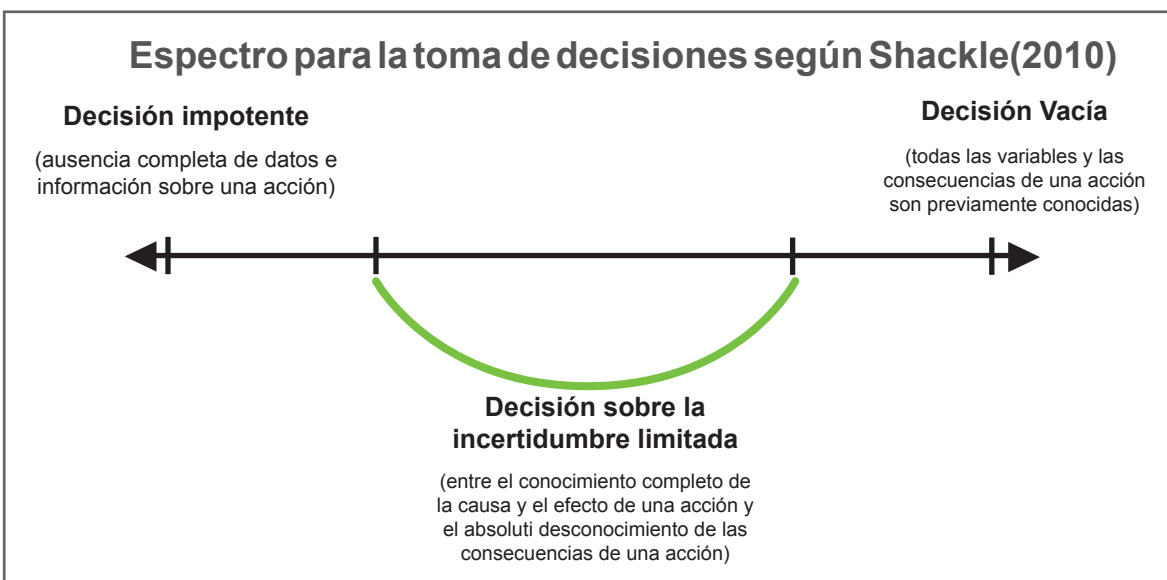 Espectro para la toma de decisiones según Shackle(2010)
Decisión impotente
(ausencia completa de datos e
información sobre una acción)
Decisión Vacía
(todas las variables y las
consecuencias de una acción
son previamente conocidas)
Decisión sobre la
incertidumbre limitada
(entre el conocimiento completo de
la causa y el efecto de una acción y
el absoluti desconocimiento de las
consecuencias de una acción)